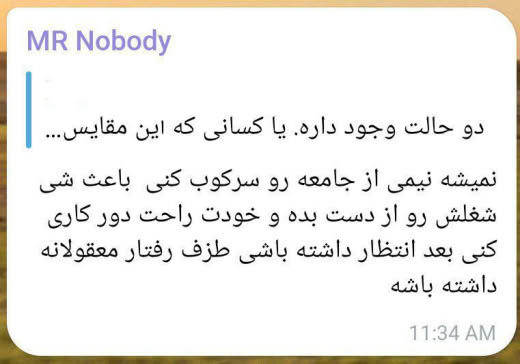 MR Nobody
دو حالت وجود داره. یا کسانی که این مقایس...
نمیشه نیمی از جامعه رو سرکوب کنی باعث شی
شغلش رو از دست بده و خودت راحت دور کاری
کنی بعد انتظار داشته باشی طزف رفتار معقولانه
داشته باشه
11:34 AM